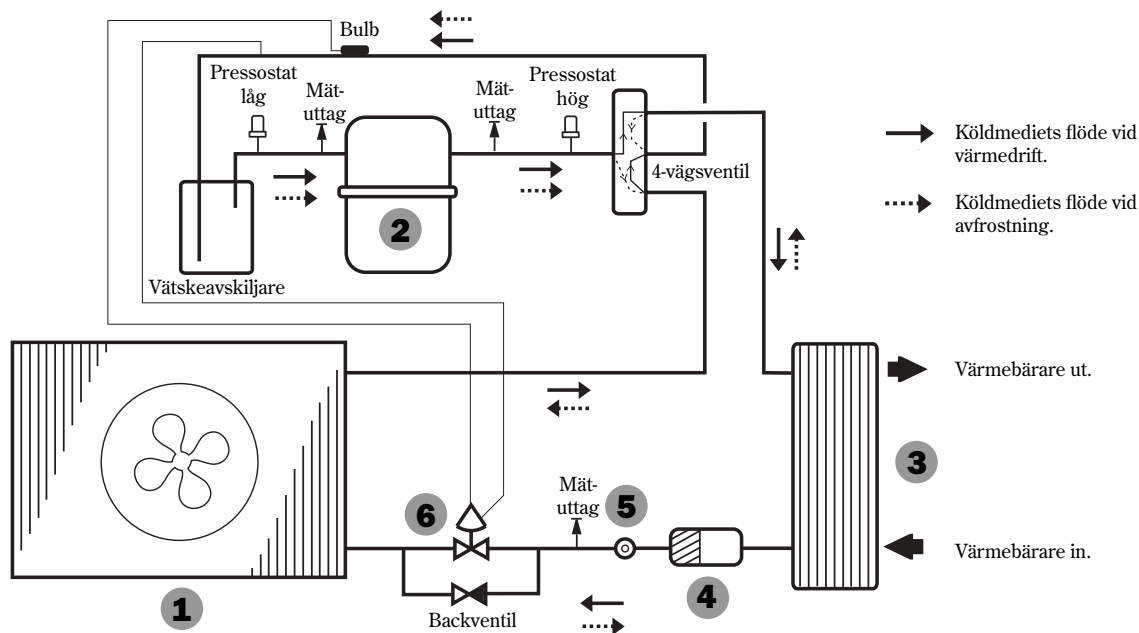 Bulb
Pressostat
låg
Mät-
uttag
Mät-
uttag
Pressostat
hög
4-vägsventil
Köldmediets flöde vid
värmedrift.
Köldmediets flöde vid
avfrostning.
2
Vätskeavskiljare
Värmebärare ut.
3
Mät-
uttag
6
5
Värmebärare in.
4
1
Backventil